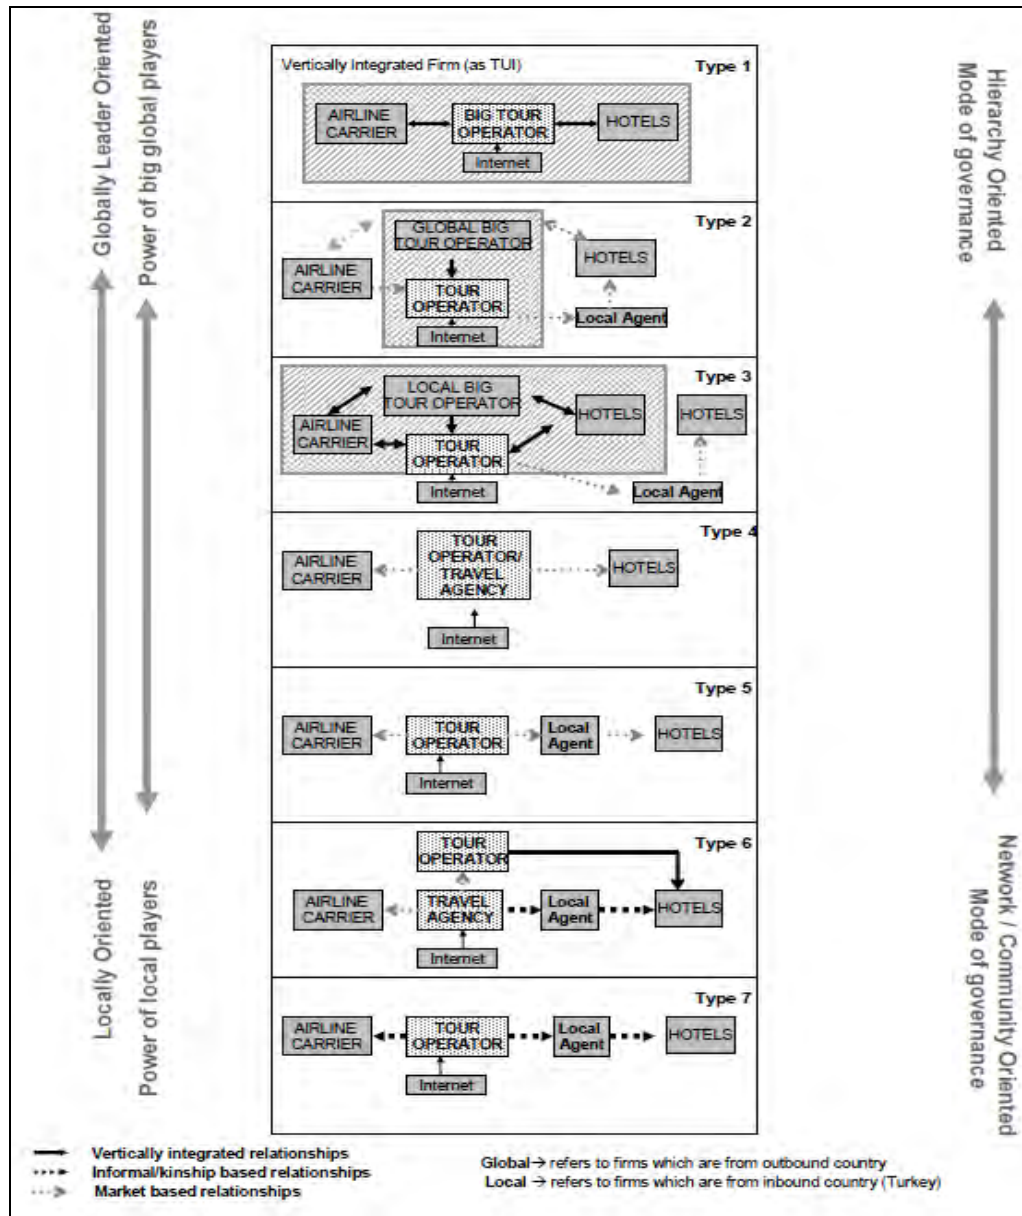 Globally Leader Oriented
Power of big global players
Locally Oriented
Power of local players
Vertically Integrated Firm (as TUI)
Type 1
AIRLINE
CARRIER
BIG TOUR
OPERATOR
HOTELS
Internet
Type 2
GLOBAL BIG
TOUR OPERATOR
AIRLINE
CARRIER
HOTELS
TOUR
OPERATOR
Local Agent
Internet
Type 3
LOCAL BIG
TOUR OPERATOR
AIRLINE
CARRIER
HOTELS
HOTELS
TOUR
OPERATOR
Internet
Local Agent
Type 4
AIRLINE
CARRIER
TOUR
OPERATOR/
TRAVEL
AGENCY
HOTELS
Internet
Type 5
AIRLINE
CARRIER
TOUR
OPERATOR
Local
Agent
HOTELS
Internet
Type 6
TOUR
OPERATOR
AIRLINE
CARRIER
TRAVEL
AGENCY
Local
Agent
HOTELS
Internet
Type 7
AIRLINE
CARRIER
TOUR
OPERATOR
Local
Agent
HOTELS
Internet
Hierarchy Oriented
Mode of governance
Network / Community Oriented
Mode of governance
Vertically integrated relationships
Informal/kinship based relationships
Market based relationships
Global→ refers to firms which are from outbound country
Local → refers to firms which are from inbound country (Turkey)